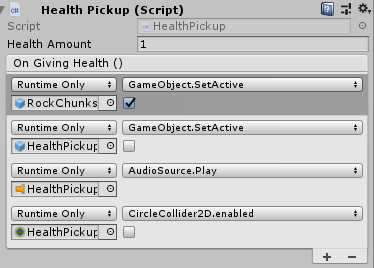 Health Pickup (Script)
Script HealthPickup
Health Amount 1
On Giving Health ()
Runtime Only GameObject.SetActive
RockChunks
Runtime Only GameObject.SetActive
HealthPickup
Runtime Only AudioSource.Play
HealthPickup
Runtime Only CircleCollider2D.enabled
HealthPickup